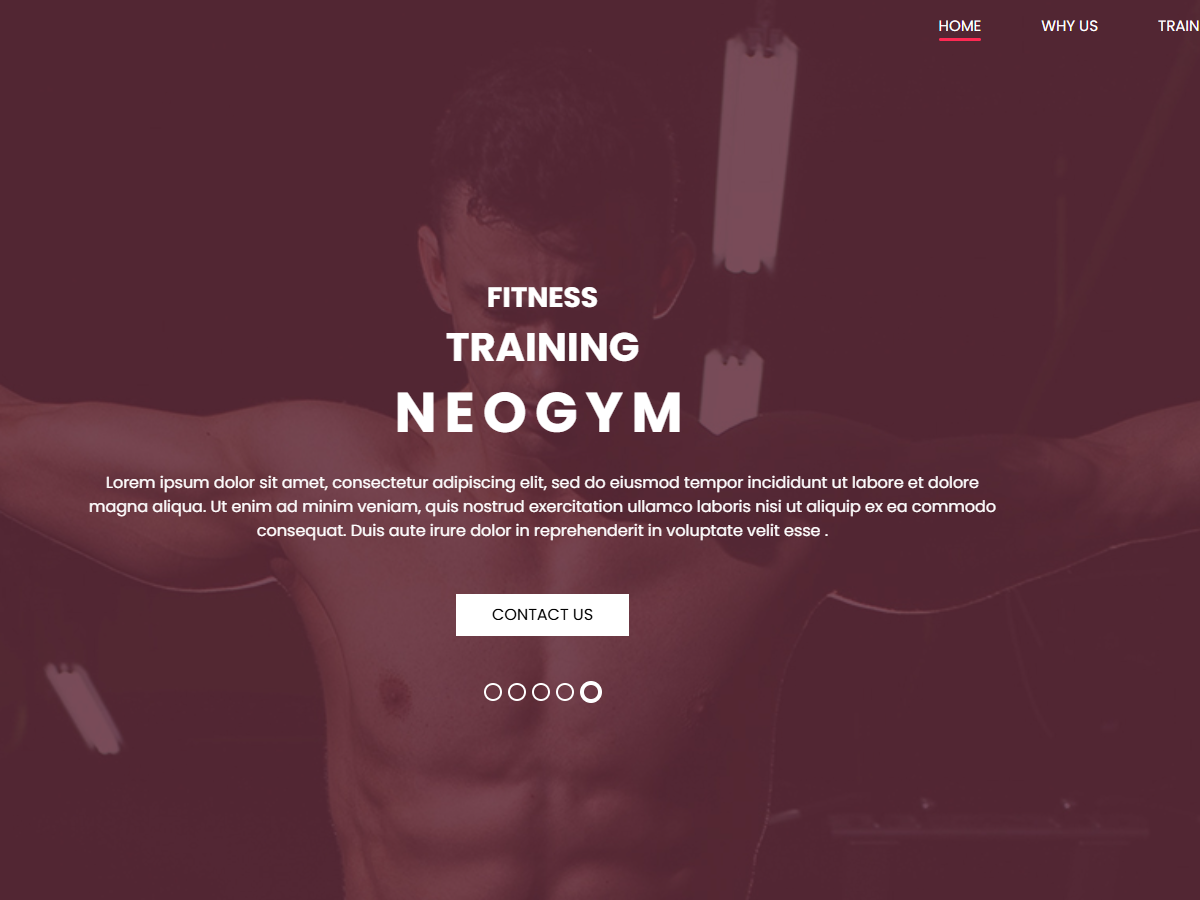 HOME WHY US TRAIN
FITNESS
TRAINING
NEOGYM
Lorem ipsum dolor sit amet, consectetur adipiscing elit, sed do eiusmod tempor incididunt ut labore et dolore
magna aliqua. Ut enim ad minim veniam, quis nostrud exercitation ullamco laboris nisi ut aliquip ex ea commodo
consequat. Duis aute irure dolor in reprehenderit in voluptate velit esse .
CONTACT US